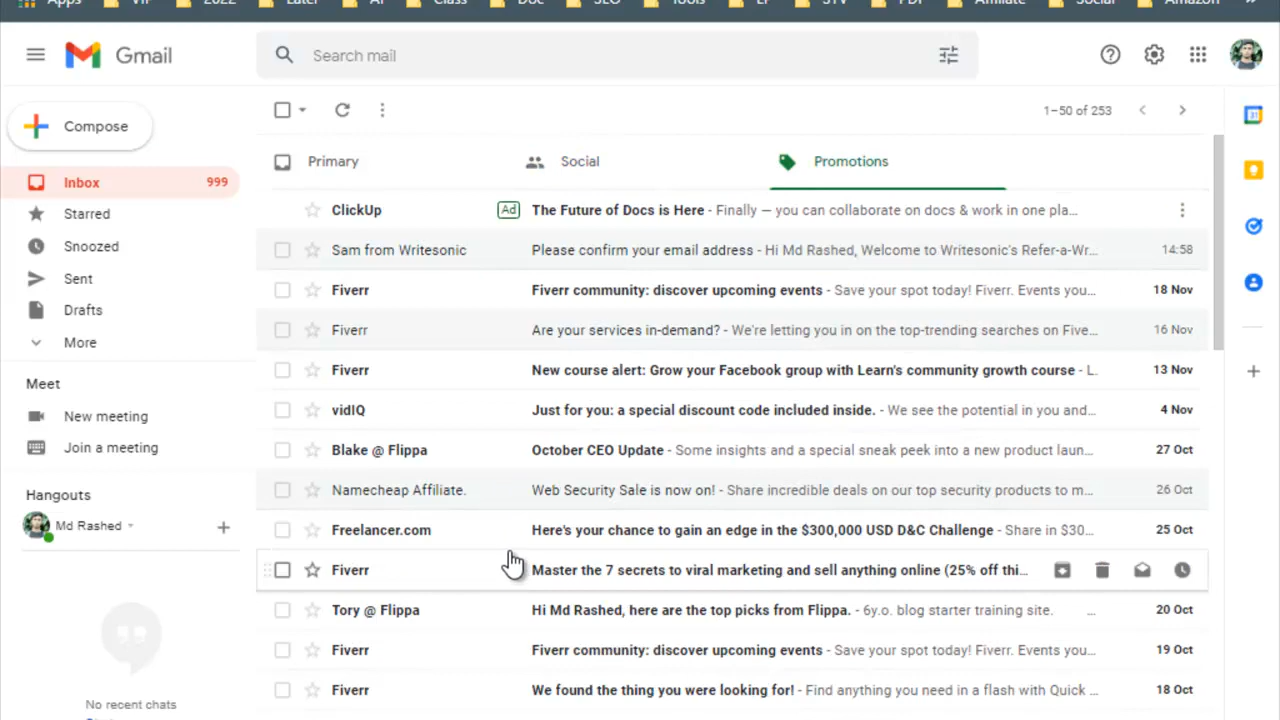 Apps VIP 2022 Later AI Class Doc SEO Tools LP STV PDF Affiliate Social Amazon
Gmail
Search mail
Compose
1–50 of 253
Primary
Social
Promotions
Inbox 999
Starred
Snoozed
Sent
Drafts
More
Meet
New meeting
Join a meeting
Hangouts
Md Rashed
No recent chats
ClickUp Ad The Future of Docs is Here - Finally — you can collaborate on docs & work in one pla...
Sam from Writesonic Please confirm your email address - Hi Md Rashed, Welcome to Writesonic's Refer-a-Wr... 14:58
Fiverr Fiverr community: discover upcoming events - Save your spot today! Fiverr. Events you... 18 Nov
Fiverr Are your services in-demand? - We're letting you in on the top-trending searches on Five... 16 Nov
Fiverr New course alert: Grow your Facebook group with Learn's community growth course - L. 13 Nov
vidIQ Just for you: a special discount code included inside. - We see the potential in you and... 4 Nov
Blake @ Flippa October CEO Update - Some insights and a special sneak peek into a new product laun... 27 Oct
Namecheap Affiliate. Web Security Sale is now on! - Share incredible deals on our top security products to m... 26 Oct
Freelancer.com Here's your chance to gain an edge in the $300,000 USD D&C Challenge - Share in $30... 25 Oct
Fiverr Master the 7 secrets to viral marketing and sell anything online (25% off thi...
Tory @ Flippa Hi Md Rashed, here are the top picks from Flippa. - 6y.o. blog starter training site. ... 20 Oct
Fiverr Fiverr community: discover upcoming events - Save your spot today! Fiverr. Events you... 19 Oct
Fiverr We found the thing you were looking for! - Find anything you need in a flash with Quick ... 18 Oct